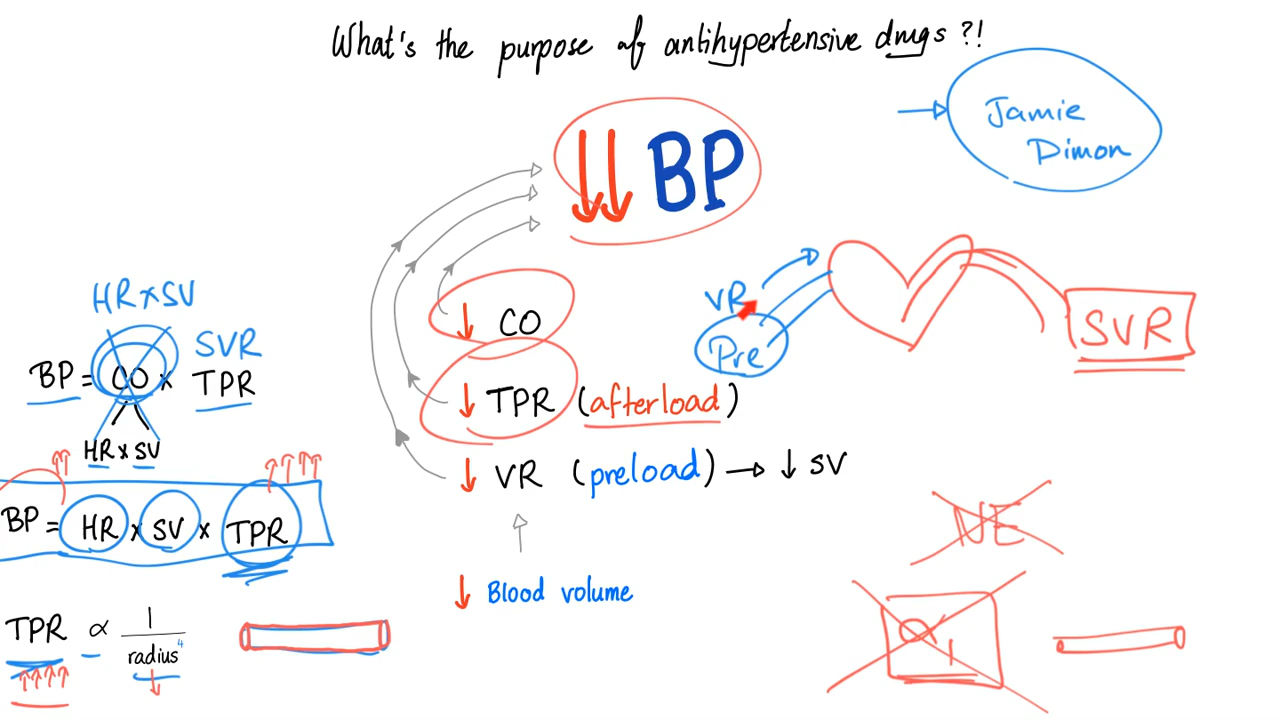 What's the purpose of antihypertensive drugs ?!
Jamie
Dimon
↓↓ BP
HR x SV
SVR
BP = CO x TPR
HR x SV
BP = HR x SV x TPR
TPR ∝ 1
radius⁴
↓ CO
↓ TPR (afterload)
↓ VR (preload) → ↓ SV
↓ Blood volume
VR
Pre
SVR
NE
α1